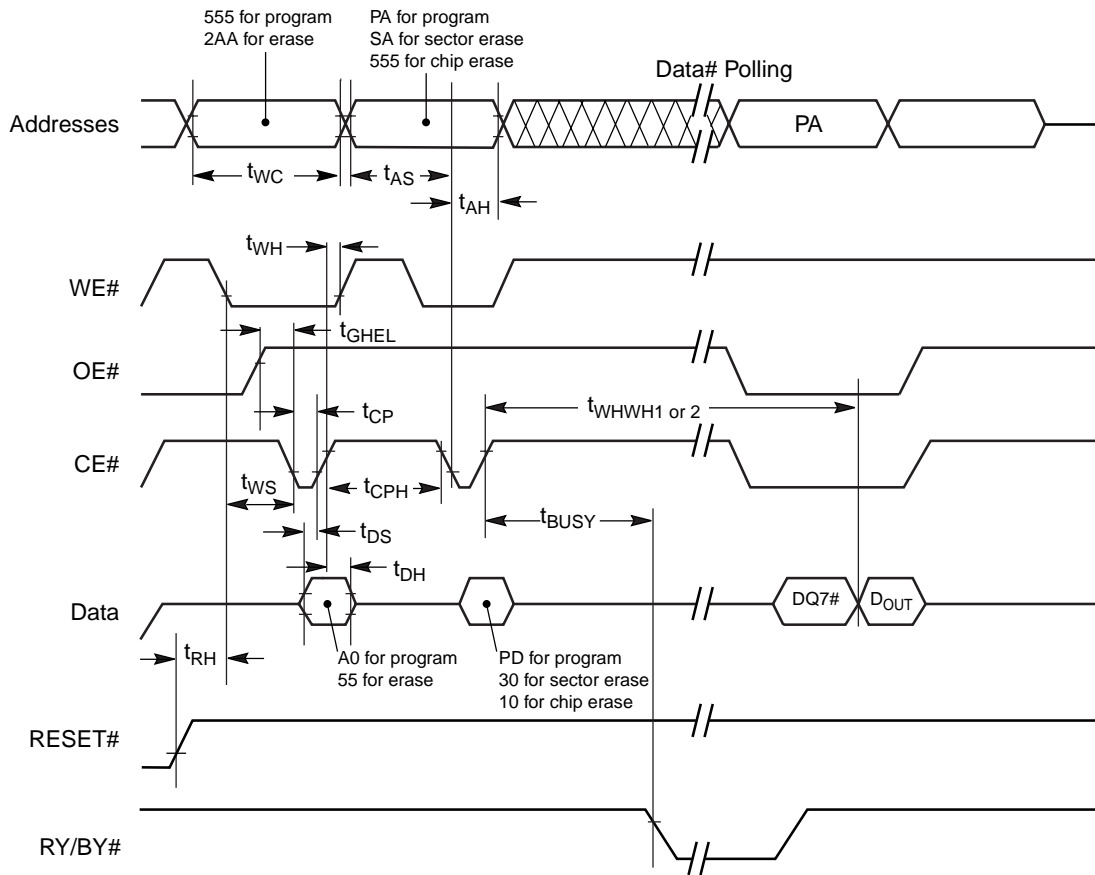 555 for program
2AA for erase
PA for program
SA for sector erase
555 for chip erase
Data# Polling
Addresses
PA
tWC
tAS
tAH
tWH
WE#
tGHEL
OE#
tWHWH1 or 2
tCP
CE#
tWS
tCPH
tBUSY
tDS
tDH
Data
DQ7#
DOUT
tRH
A0 for program
55 for erase
PD for program
30 for sector erase
10 for chip erase
RESET#
RY/BY#